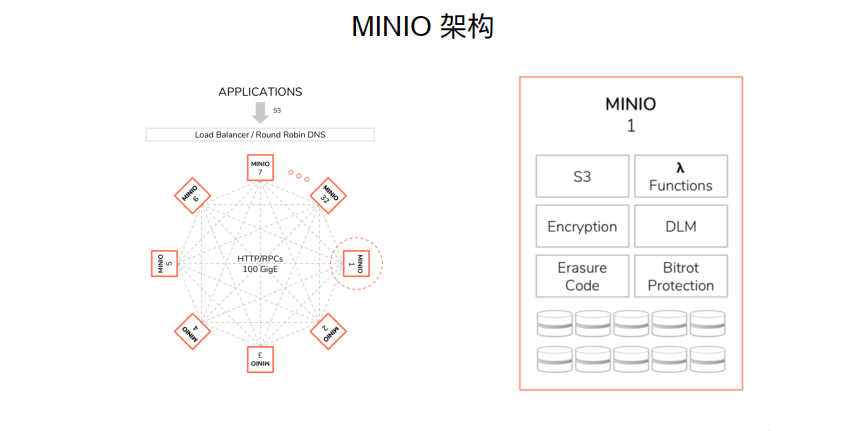 MINIO 架构
APPLICATIONS
S3
Load Balancer / Round Robin DNS
MINIO
7
MINIO
32
MINIO
6
MINIO
5
HTTP/RPCs
100 GigE
MINIO
1
MINIO
4
MINIO
3
MINIO
2
MINIO
1
S3
λ
Functions
Encryption
DLM
Erasure
Code
Bitrot
Protection